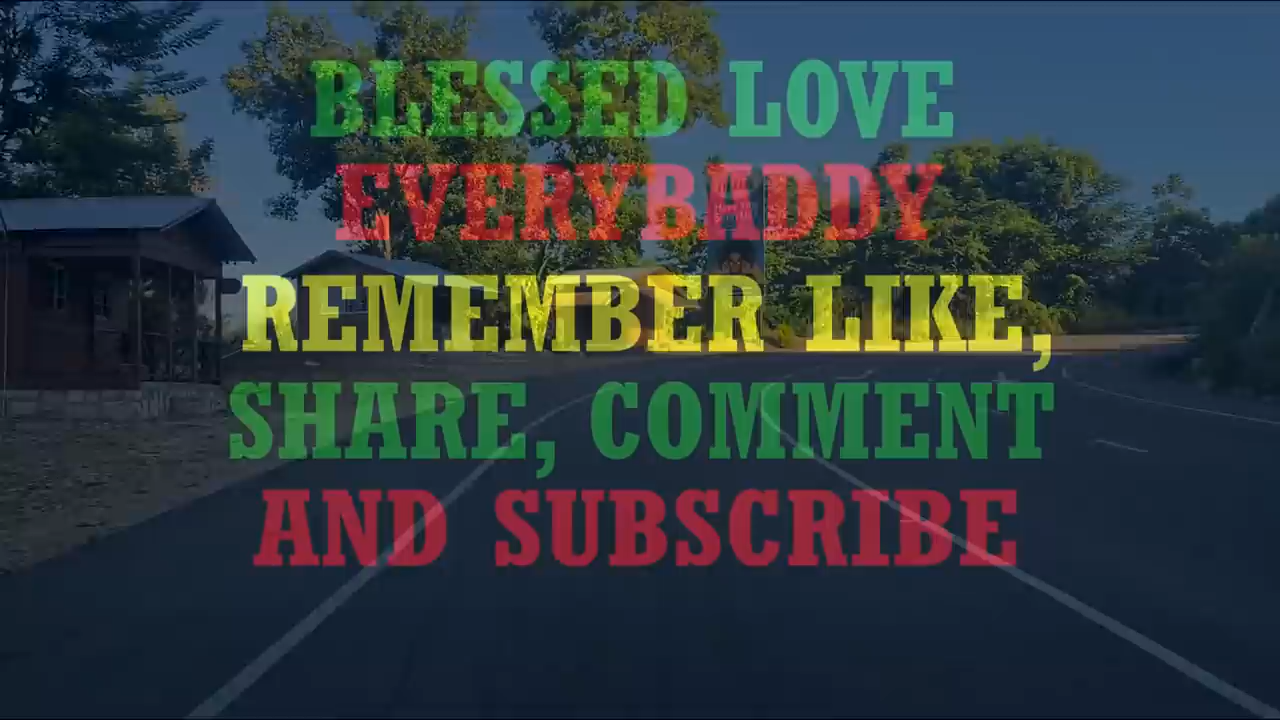 BLESSED LOVE
EVERYBADDY
REMEMBER LIKE,
SHARE, COMMENT
AND SUBSCRIBE